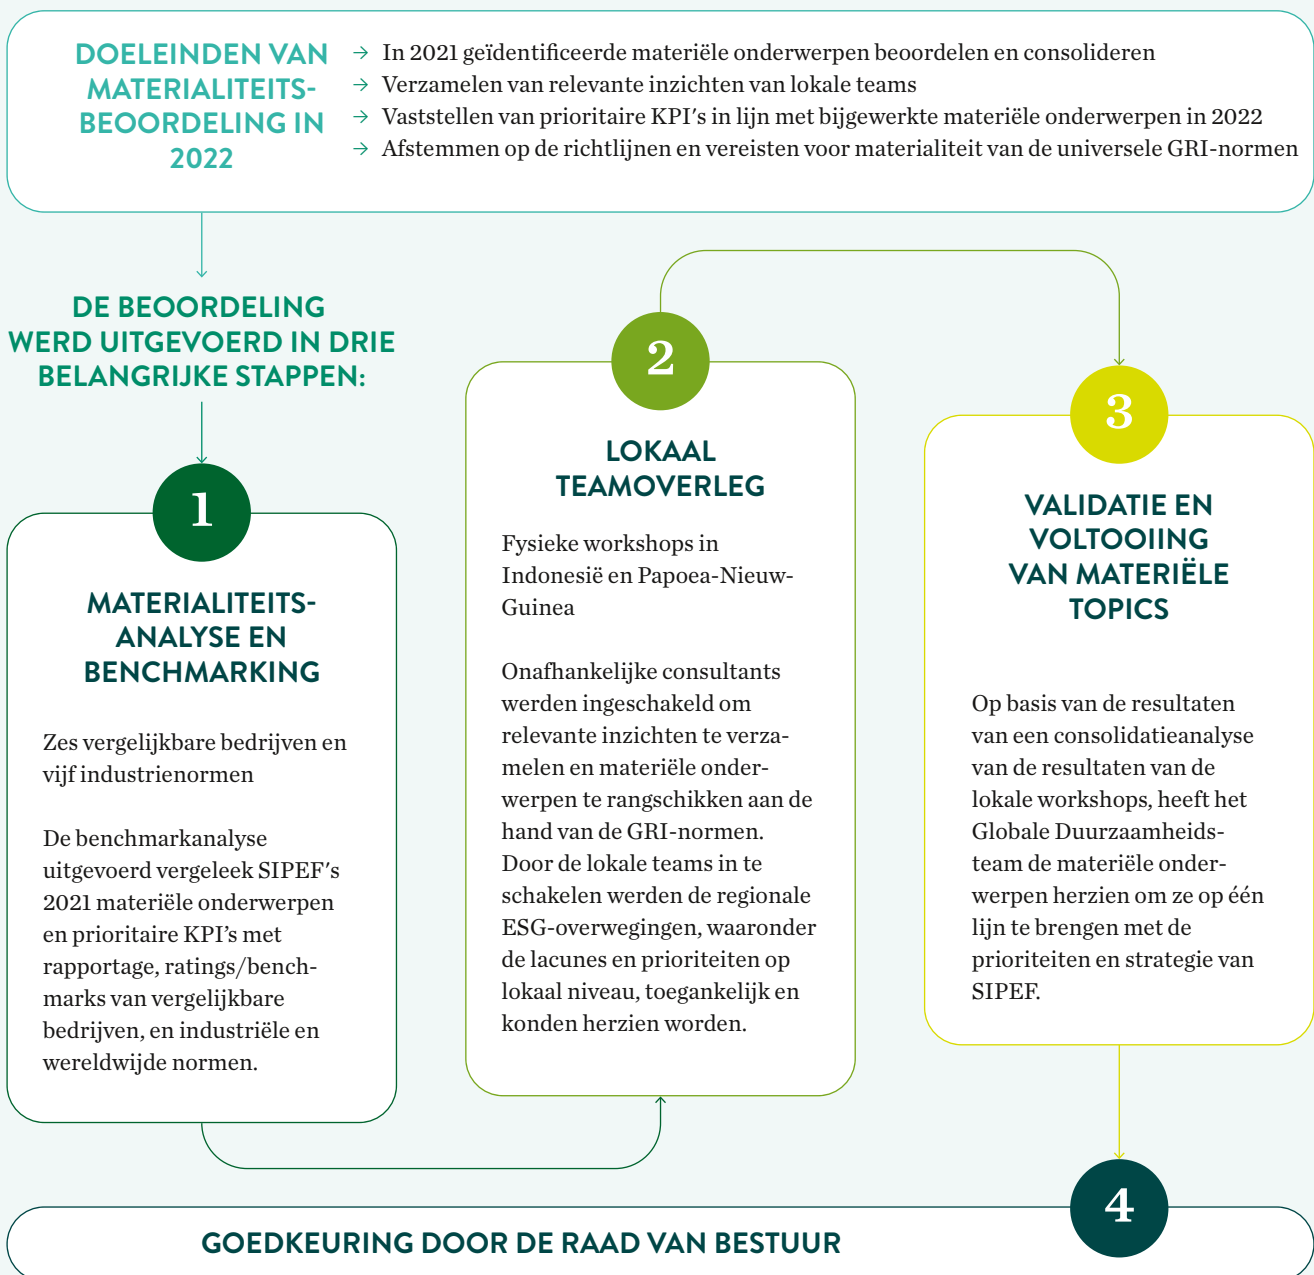 DOELEINDEN VAN
MATERIALITEITS-
BEOORDELING IN
2022
→ In 2021 geïdentificeerde materiële onderwerpen beoordelen en consolideren
→ Verzamelen van relevante inzichten van lokale teams
→ Vaststellen van prioritaire KPI's in lijn met bijgewerkte materiële onderwerpen in 2022
→ Afstemmen op de richtlijnen en vereisten voor materialiteit van de universele GRI-normen
DE BEOORDELING
WERD UITGEVOERD IN DRIE
BELANGRIJKE STAPPEN:
1
MATERIALITEITS-
ANALYSE EN
BENCHMARKING
Zes vergelijkbare bedrijven en
vijf industrienormen
De benchmarkanalyse
uitgevoerd vergeleek SIPEF's
2021 materiële onderwerpen
en prioritaire KPI’s met
rapportage, ratings/bench-
marks van vergelijkbare
bedrijven, en industriële en
wereldwijde normen.
2
LOKAAL
TEAMOVERLEG
Fysieke workshops in
Indonesië en Papoea-Nieuw-
Guinea
Onafhankelijke consultants
werden ingeschakeld om
relevante inzichten te verza-
melen en materiële onder-
werpen te rangschikken aan de
hand van de GRI-normen.
Door de lokale teams in te
schakelen werden de regionale
ESG-overwegingen, waaronder
de lacunes en prioriteiten op
lokaal niveau, toegankelijk en
konden herzien worden.
3
VALIDATIE EN
VOLTOOIING
VAN MATERIËLE
TOPICS
Op basis van de resultaten
van een consolidatieanalyse
van de resultaten van de
lokale workshops, heeft het
Globale Duurzaamheids-
team de materiële onder-
werpen herzien om ze op één
lijn te brengen met de
prioriteiten en strategie van
SIPEF.
4
GOEDKEURING DOOR DE RAAD VAN BESTUUR